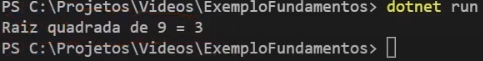 PS C:\Projetos\Videos\ExemploFundamentos> dotnet run
Raiz quadrada de 9 = 3
PS C:\Projetos\Videos\ExemploFundamentos>